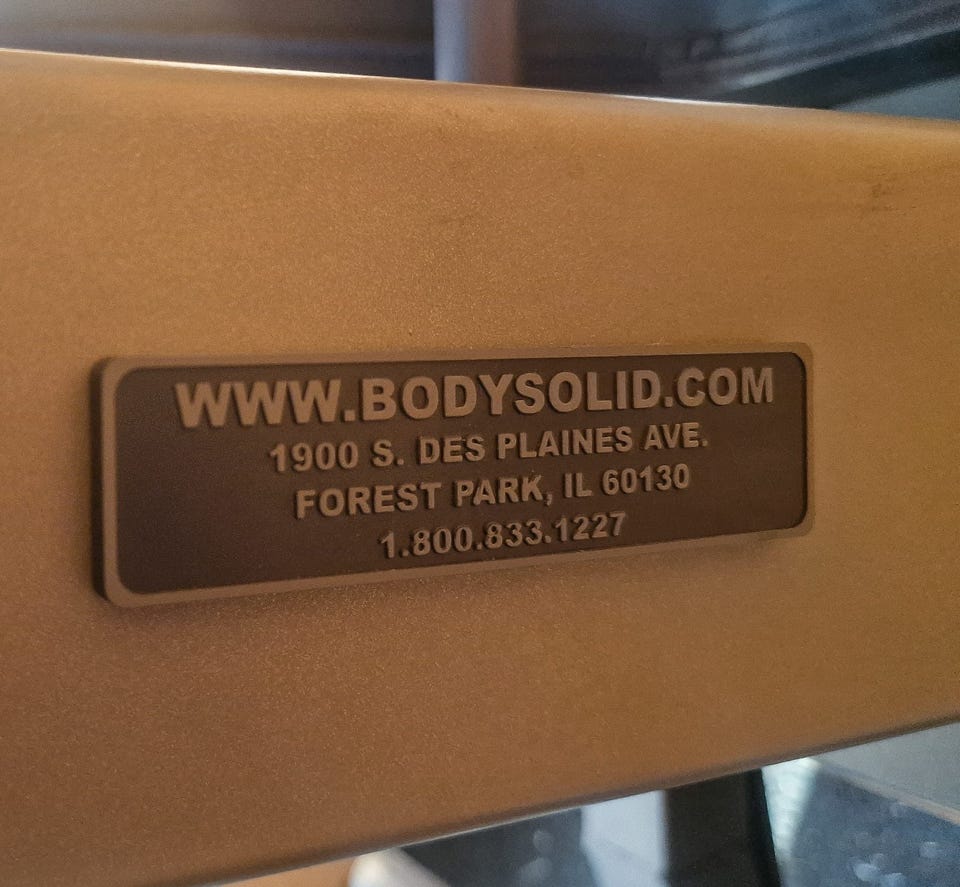 WWW.BODYSOLID.COM
1900 S. DES PLAINES AVE.
FOREST PARK, IL 60130
1.800.833.1227